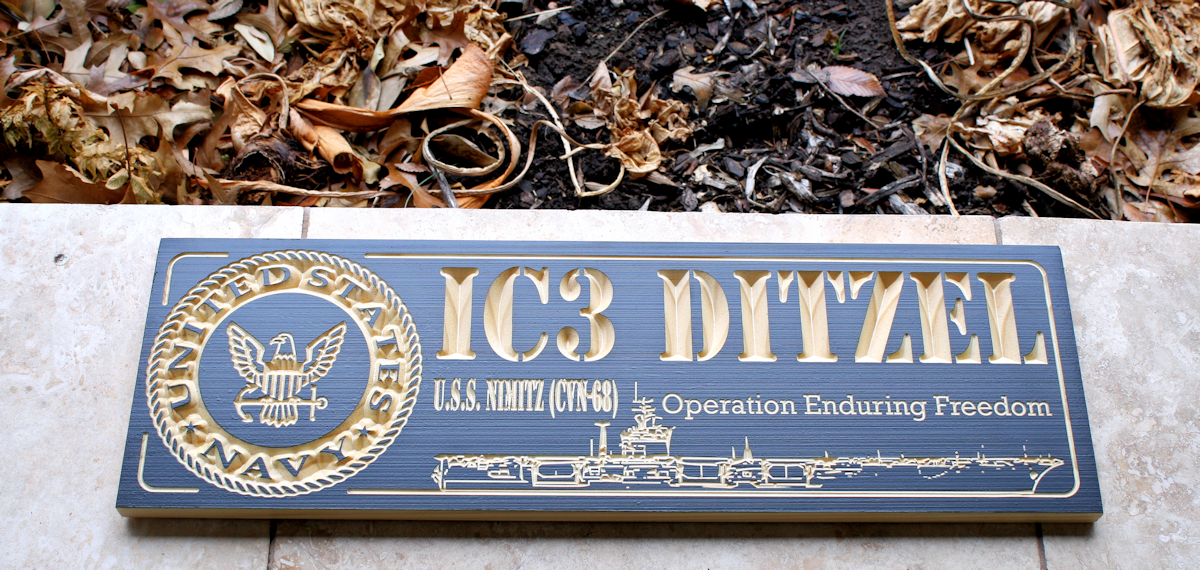 UNITED STATES
NAVY
IC3 DITZEL
U.S.S. NIMITZ (CVN-68)
Operation Enduring Freedom